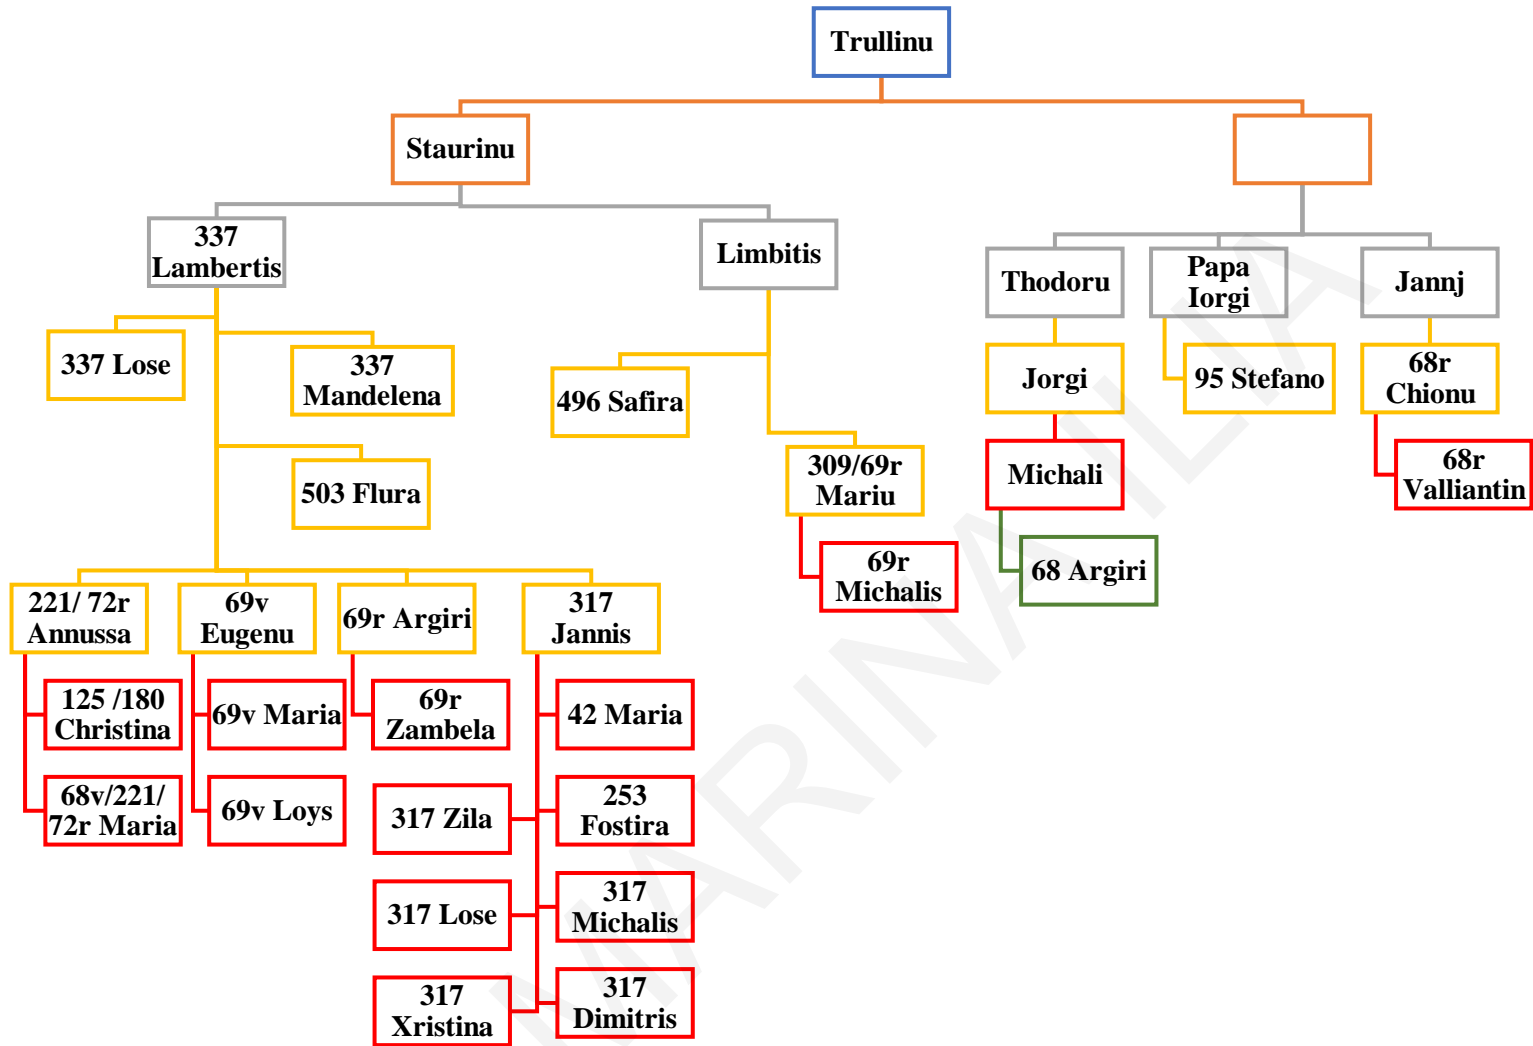 Trullinu
Staurinu
337
Lambertis
Limbitis
Thodoru
Papa
Iorgi
Jannj
337 Lose
337
Mandelena
496 Safira
Jorgi
95 Stefano
68r
Chionu
503 Flura
309/69r
Mariu
Michali
68r
Valliantin
69r
Michalis
68 Argiri
221/ 72r
Annussa
69v
Eugenu
69r Argiri
317
Jannis
125 /180
Christina
69v Maria
69r
Zambela
42 Maria
68v/221/
72r Maria
69v Loys
317 Zila
253
Fostira
317 Lose
317
Michalis
317
Xristina
317
Dimitris
MARINA ILIA